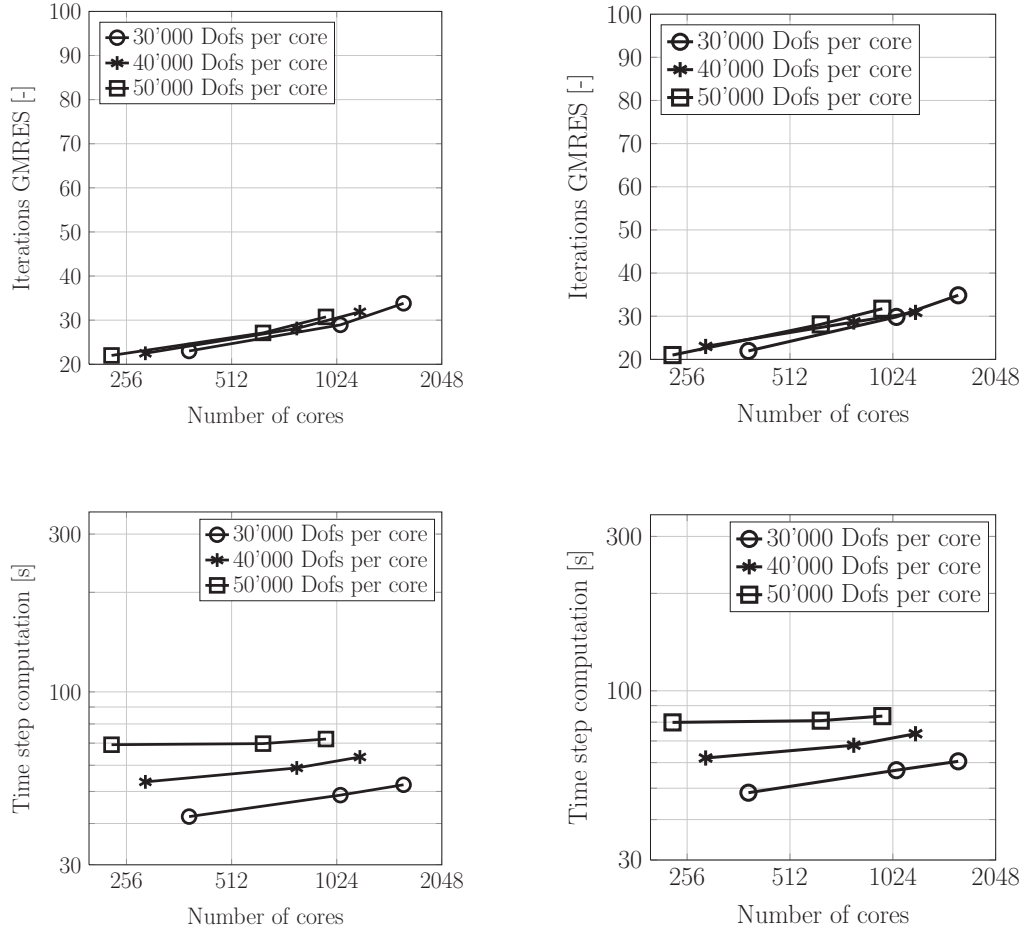 100
90
80
70
60
50
40
30
20
Iterations GMRES [-]
30'000 Dofs per core
40'000 Dofs per core
50'000 Dofs per core
256 512 1024 2048
Number of cores
100
90
80
70
60
50
40
30
20
Iterations GMRES [-]
30'000 Dofs per core
40'000 Dofs per core
50'000 Dofs per core
256 512 1024 2048
Number of cores
300
100
30
Time step computation [s]
30'000 Dofs per core
40'000 Dofs per core
50'000 Dofs per core
256 512 1024 2048
Number of cores
300
100
30
Time step computation [s]
30'000 Dofs per core
40'000 Dofs per core
50'000 Dofs per core
256 512 1024 2048
Number of cores